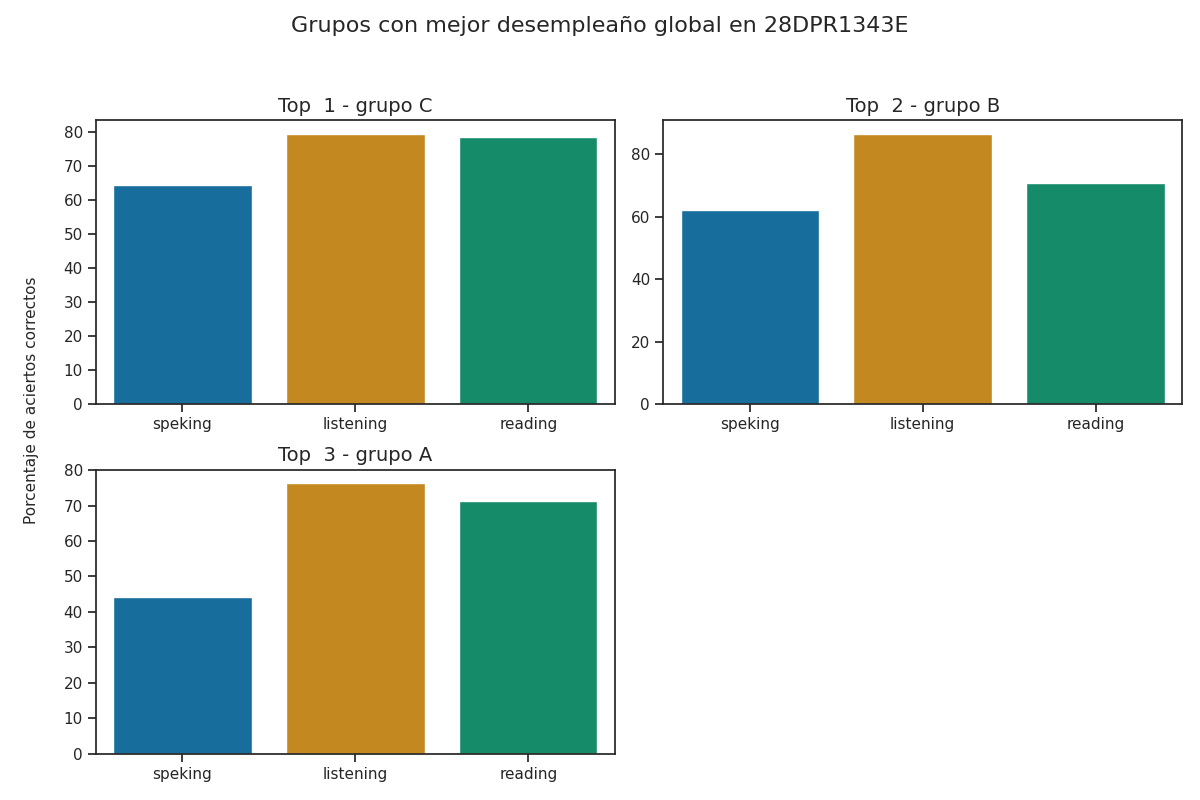 Grupos con mejor desempleaño global en 28DPR1343E
Porcentaje de aciertos correctos
Top  1 - grupo C
80
70
60
50
40
30
20
10
0
speking listening reading
Top  2 - grupo B
80
60
40
20
0
speking listening reading
Top  3 - grupo A
80
70
60
50
40
30
20
10
0
speking listening reading